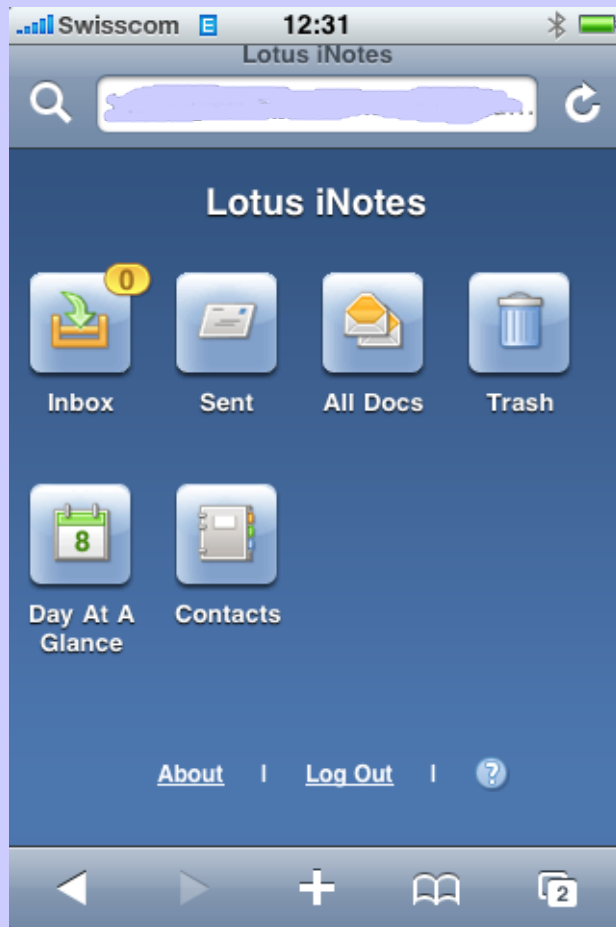 Swisscom E 12:31
Lotus iNotes
Lotus iNotes
0
Inbox Sent All Docs Trash
8
Day At A Contacts
Glance
About | Log Out | ?
2